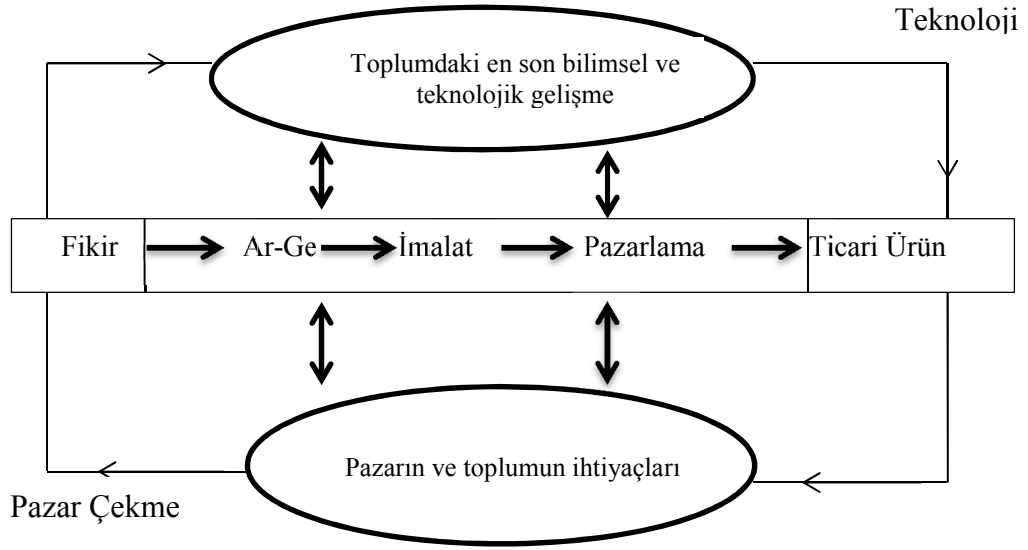 Teknoloji
Toplumdaki en son bilimsel ve
teknolojik gelişme
Fikir Ar-Ge İmalat Pazarlama Ticari Ürün
Pazarın ve toplumun ihtiyaçları
Pazar Çekme